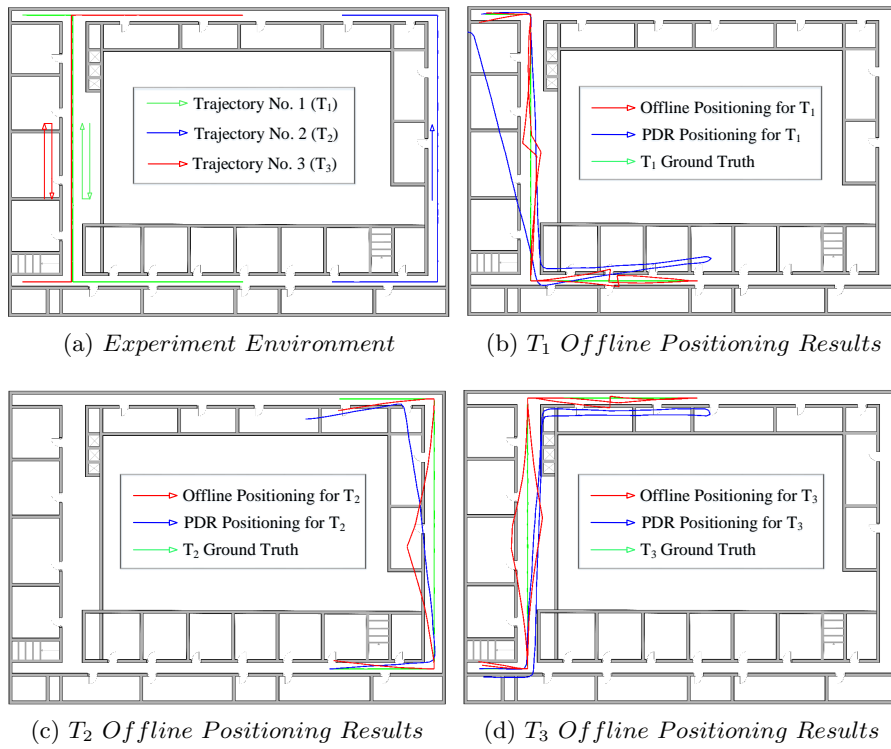 Trajectory No. 1 (T₁)
Trajectory No. 2 (T₂)
Trajectory No. 3 (T₃)
(a) Experiment Environment
Offline Positioning for T₁
PDR Positioning for T₁
T₁ Ground Truth
(b) T₁ Offline Positioning Results
Offline Positioning for T₂
PDR Positioning for T₂
T₂ Ground Truth
(c) T₂ Offline Positioning Results
Offline Positioning for T₃
PDR Positioning for T₃
T₃ Ground Truth
(d) T₃ Offline Positioning Results